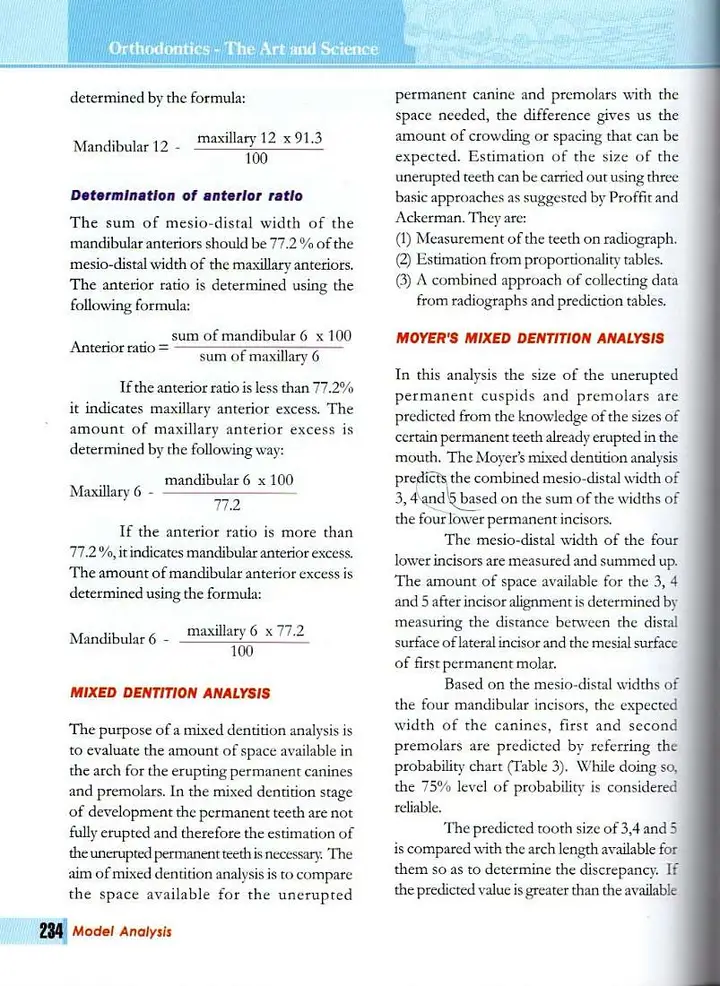 Orthodontics - The Art and Science
determined by the formula:
Mandibular 12 - maxillary 12 x 91.3
100
Determination of anterior ratio
The sum of mesio-distal width of the
mandibular anteriors should be 77.2 % of the
mesio-distal width of the maxillary anteriors.
The anterior ratio is determined using the
following formula:
Anterior ratio = sum of mandibular 6 x 100
sum of maxillary 6
If the anterior ratio is less than 77.2%
it indicates maxillary anterior excess. The
amount of maxillary anterior excess is
determined by the following way:
Maxillary 6 - mandibular 6 x 100
77.2
If the anterior ratio is more than
77.2 %, it indicates mandibular anterior excess.
The amount of mandibular anterior excess is
determined using the formula:
Mandibular 6 - maxillary 6 x 77.2
100
MIXED DENTITION ANALYSIS
The purpose of a mixed dentition analysis is
to evaluate the amount of space available in
the arch for the erupting permanent canines
and premolars. In the mixed dentition stage
of development the permanent teeth are not
fully erupted and therefore the estimation of
the unerupted permanent teeth is necessary. The
aim of mixed dentition analysis is to compare
the space available for the unerupted
permanent canine and premolars with the
space needed, the difference gives us the
amount of crowding or spacing that can be
expected. Estimation of the size of the
unerupted teeth can be carried out using three
basic approaches as suggested by Proffit and
Ackerman. They are:
(1) Measurement of the teeth on radiograph.
(2) Estimation from proportionality tables.
(3) A combined approach of collecting data
from radiographs and prediction tables.
MOYER'S MIXED DENTITION ANALYSIS
In this analysis the size of the unerupted
permanent cuspids and premolars are
predicted from the knowledge of the sizes of
certain permanent teeth already erupted in the
mouth. The Moyer's mixed dentition analysis
predicts the combined mesio-distal width of
3, 4 and 5 based on the sum of the widths of
the four lower permanent incisors.
The mesio-distal width of the four
lower incisors are measured and summed up.
The amount of space available for the 3, 4
and 5 after incisor alignment is determined by
measuring the distance between the distal
surface of lateral incisor and the mesial surface
of first permanent molar.
Based on the mesio-distal widths of
the four mandibular incisors, the expected
width of the canines, first and second
premolars are predicted by referring the
probability chart (Table 3). While doing so,
the 75% level of probability is considered
reliable.
The predicted tooth size of 3,4 and 5
is compared with the arch length available for
them so as to determine the discrepancy. If
the predicted value is greater than the available
234 Model Analysis